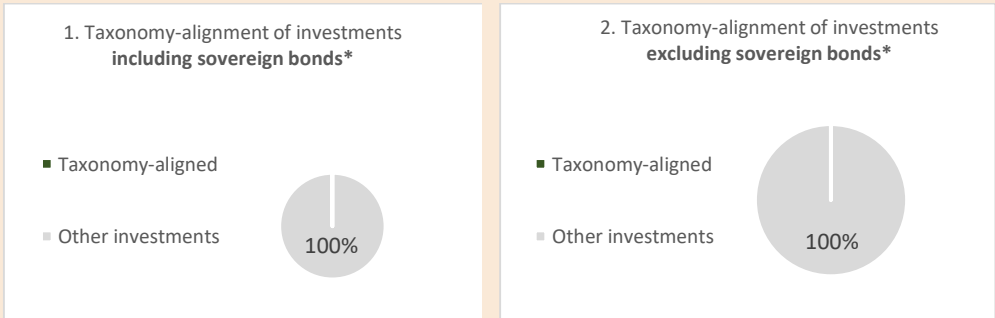 1. Taxonomy-alignment of investments
including sovereign bonds*
Taxonomy-aligned
Other investments
100%
2. Taxonomy-alignment of investments
excluding sovereign bonds*
Taxonomy-aligned
Other investments
100%